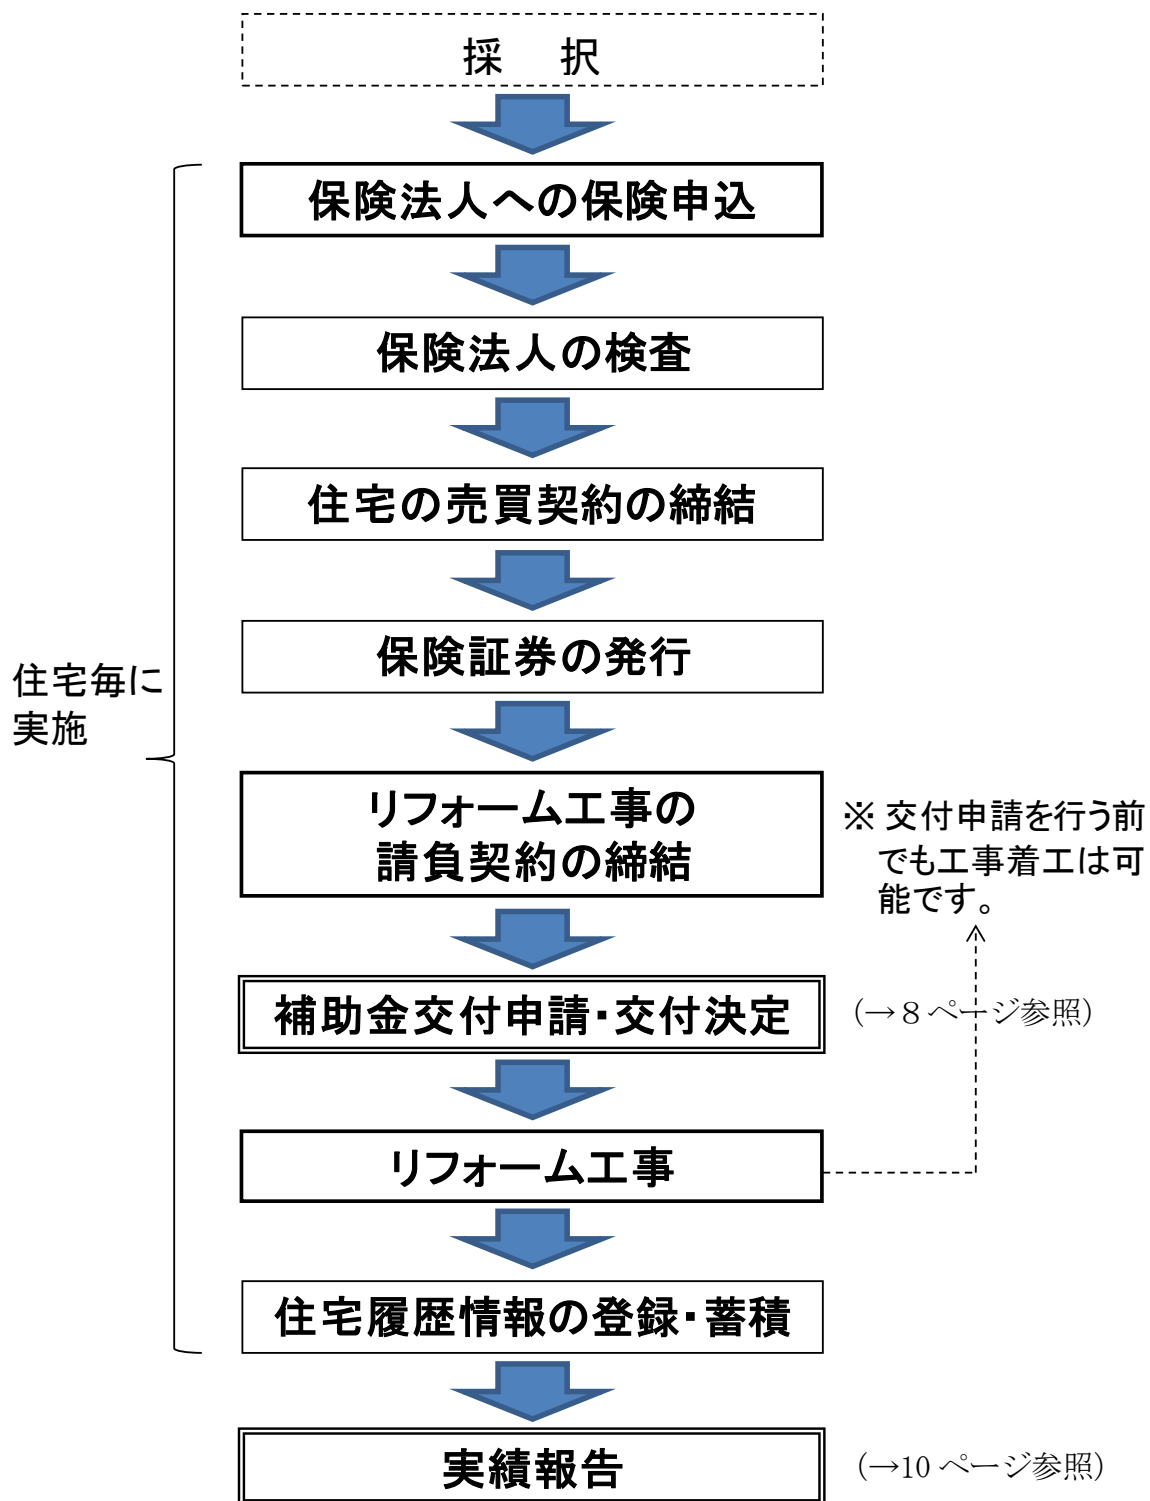 採　択
保険法人への保険申込
保険法人の検査
住宅の売買契約の締結
保険証券の発行
住宅毎に
実施
リフォーム工事の
請負契約の締結
※ 交付申請を行う前
でも工事着工は可
能です。
補助金交付申請・交付決定
(→８ページ参照)
リフォーム工事
住宅履歴情報の登録・蓄積
実績報告
(→10 ページ参照)